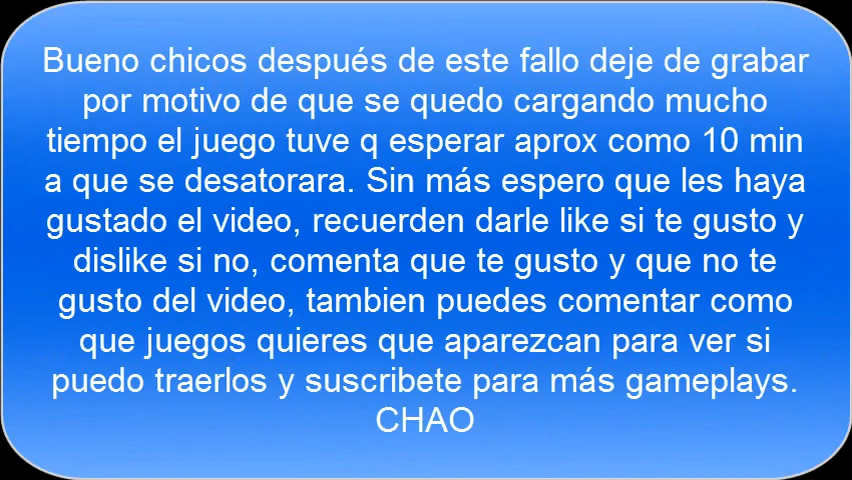 Bueno chicos después de este fallo deje de grabar
por motivo de que se quedo cargando mucho
tiempo el juego tuve q esperar aprox como 10 min
a que se desatorara. Sin más espero que les haya
gustado el video, recuerden darle like si te gusto y
dislike si no, comenta que te gusto y que no te
gusto del video, tambien puedes comentar como
que juegos quieres que aparezcan para ver si
puedo traerlos y suscribete para más gameplays.
CHAO